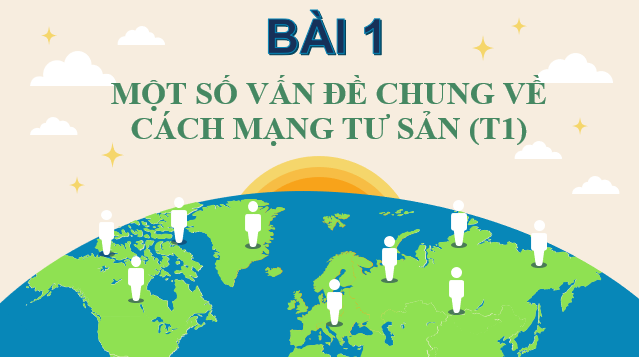 BÀI 1
MỘT SỐ VẤN ĐỀ CHUNG VỀ
CÁCH MẠNG TƯ SẢN (T1)